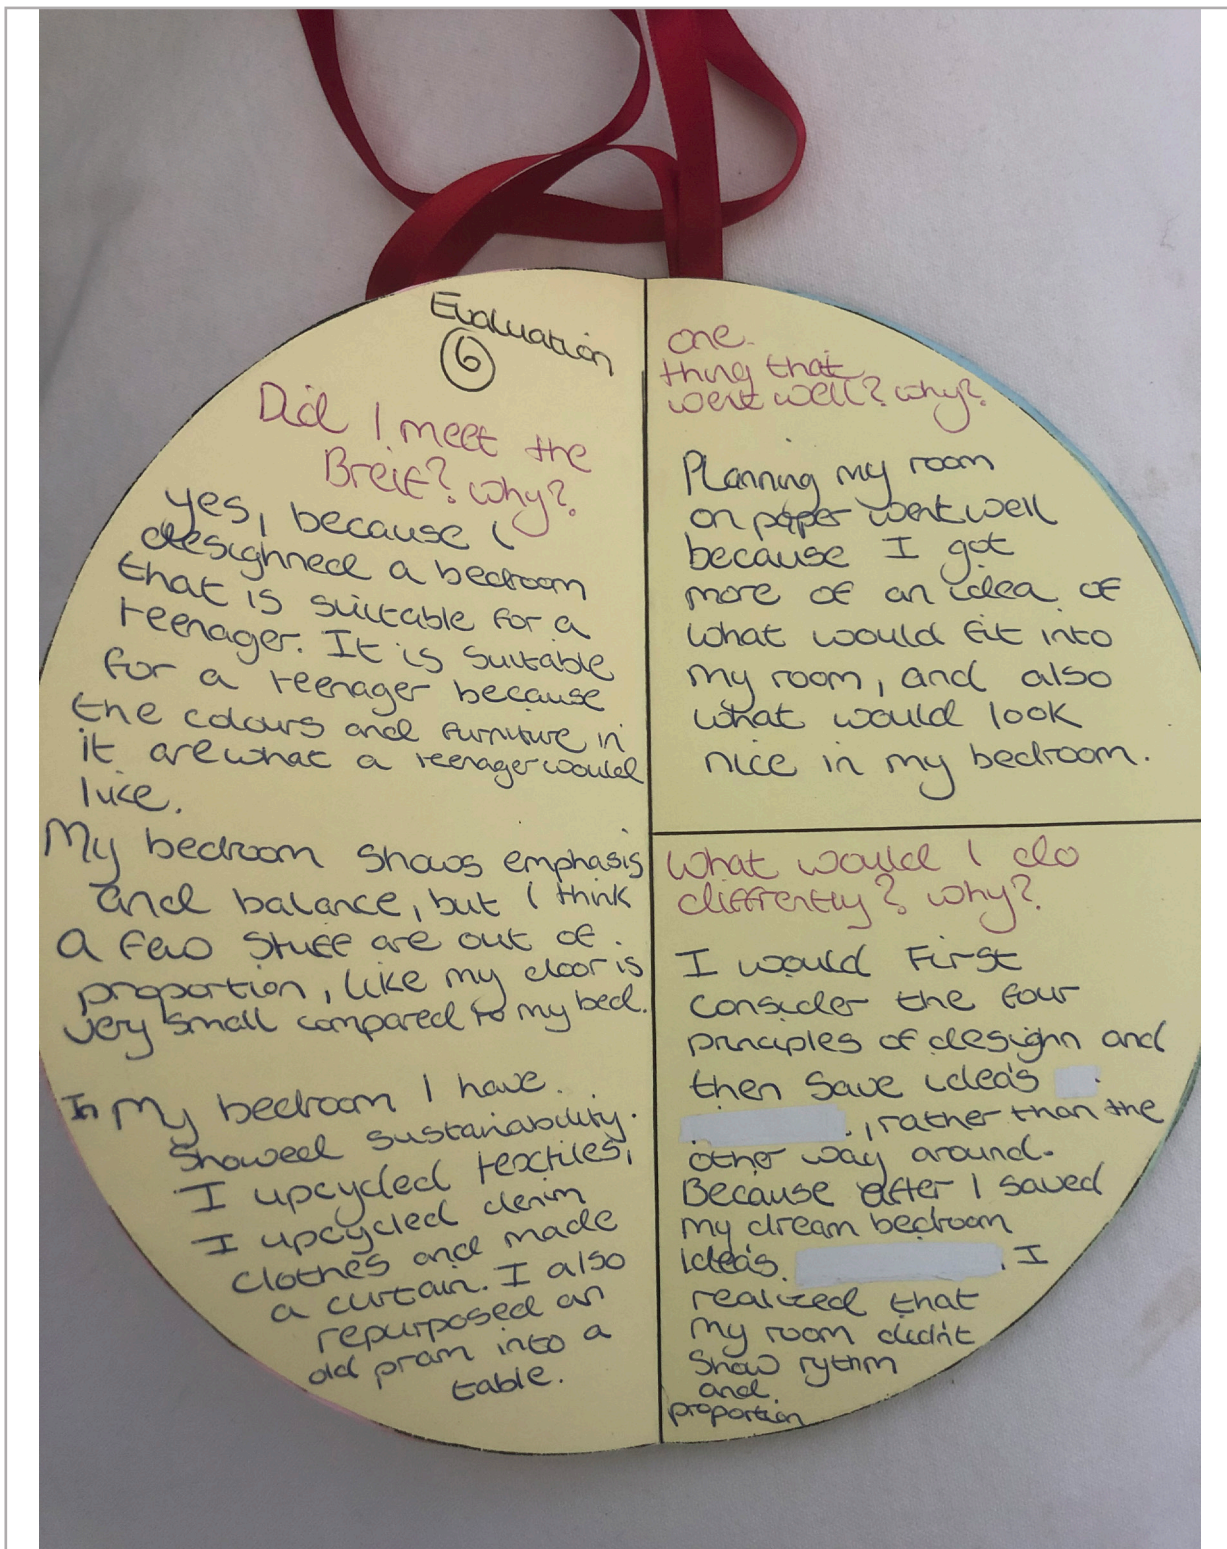 Evaluation
6
Did I meet the
Breif? why?
yes, because i
desighned a bedroom
that is suitable for a
teenager. It is suitable
for a teenager because
the colours and furniture in
it are what a teenager would
like.
My bedroom shows emphasis
and balance, but I think
a few stuff are out of
proportion, like my door is
very small compared to my bed.
In my bedroom I have
showed sustainability.
I upcycled textiles,
I upcycled denim
clothes and made
a curtain. I also
repurposed an
old pram into a
table.
one
thing that
went well? why?
Planning my room
on paper went well
because I got
more of an idea of
what would fit into
my room, and also
what would look
nice in my bedroom.
What would I do
differntly? why?
I would First
consider the four
principles of desighn and
then save idea's
, rather than the
other way around.
Because after I saved
my dream bedroom
idea's. I
realized that
my room didn't
show rythm
and
proportion